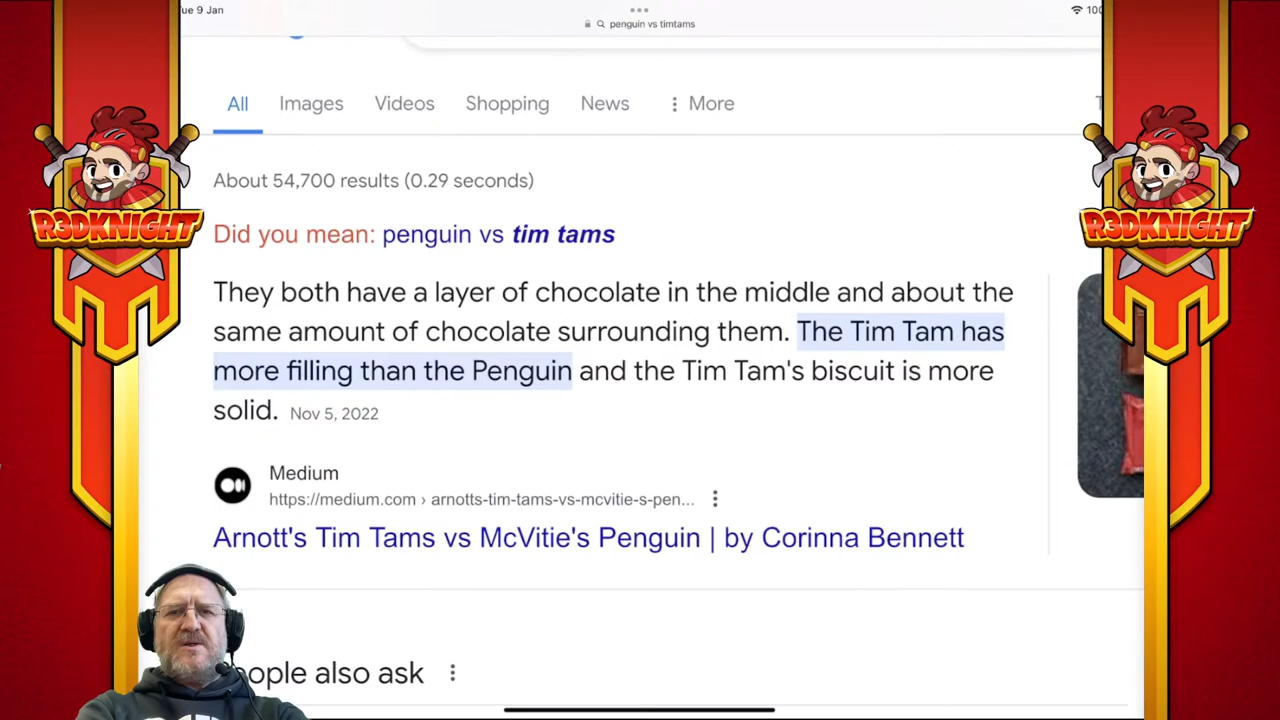 Tue 9 Jan
penguin vs timtams
All Images Videos Shopping News More
About 54,700 results (0.29 seconds)
Did you mean: penguin vs tim tams
They both have a layer of chocolate in the middle and about the
same amount of chocolate surrounding them. The Tim Tam has
more filling than the Penguin and the Tim Tam's biscuit is more
solid. Nov 5, 2022
Medium
https://medium.com › arnotts-tim-tams-vs-mcvitie-s-pen...
Arnott's Tim Tams vs McVitie's Penguin | by Corinna Bennett
ople also ask
R3DKNIGHT
R3DKNIGHT